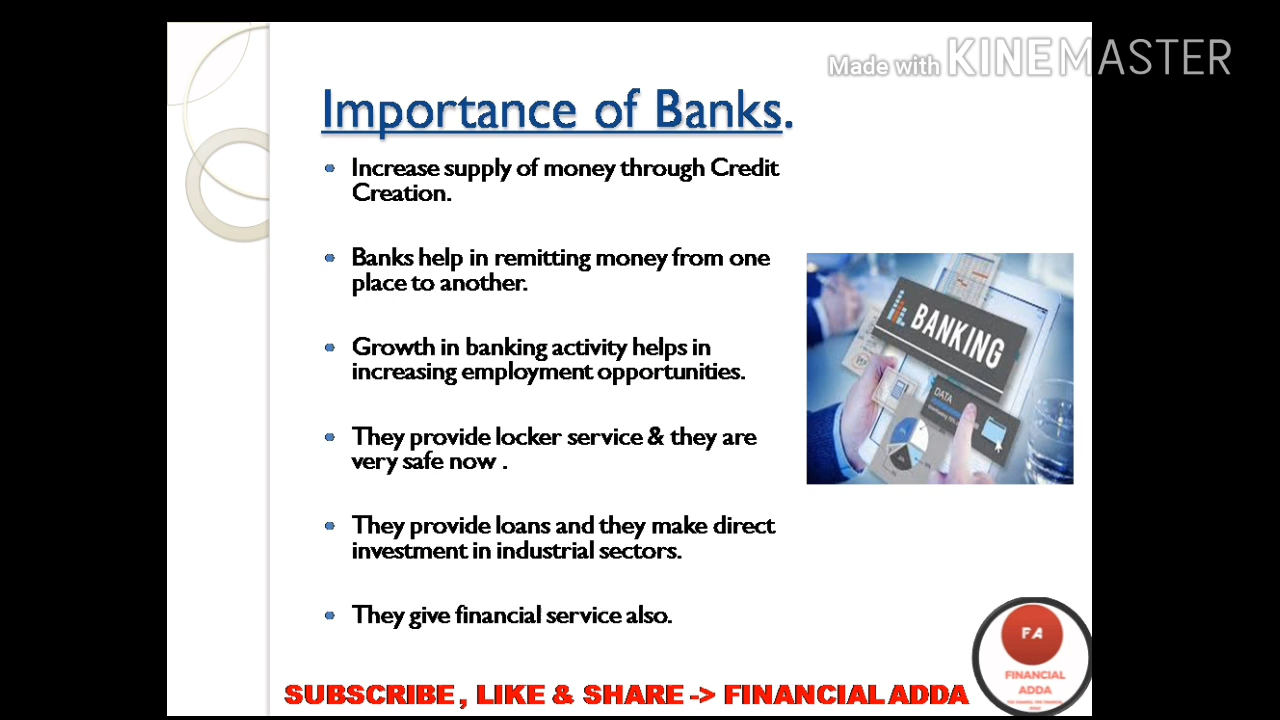 Made with KINEMASTER
Importance of Banks.
Increase supply of money through Credit
Creation.
Banks help in remitting money from one
place to another.
Growth in banking activity helps in
increasing employment opportunities.
They provide locker service & they are
very safe now .
They provide loans and they make direct
investment in industrial sectors.
They give financial service also.
BANKING
DATA
FA
FINANCIAL
ADDA
SUBSCRIBE , LIKE & SHARE -> FINANCIAL ADDA